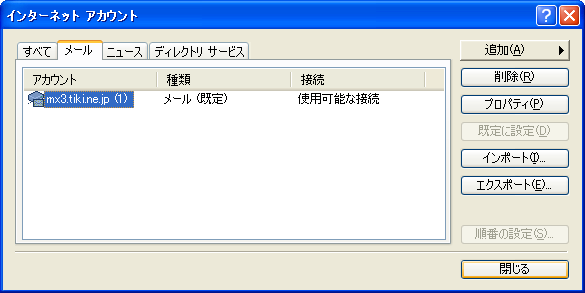 インターネット アカウント
すべて メール ニュース ディレクトリ サービス
アカウント 種類 接続
mx3.tiki.ne.jp (1) メール (既定) 使用可能な接続
追加(A)
削除(R)
プロパティ(P)
既定に設定(D)
インポート(I)...
エクスポート(E)...
順番の設定(S)...
閉じる